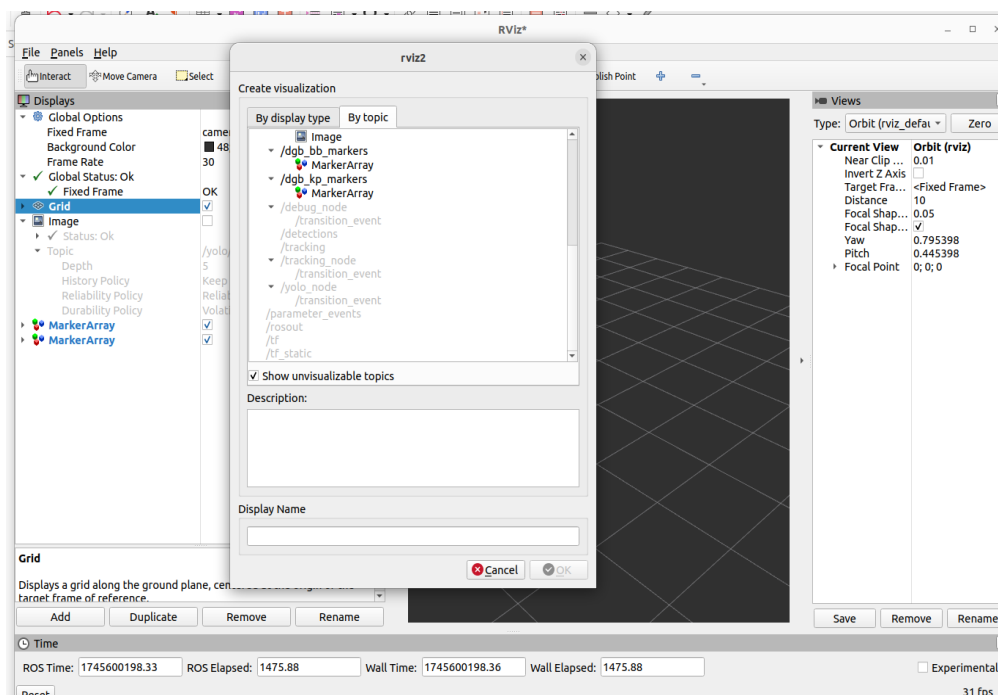 RViz*
File Panels Help
Interact Move Camera Select
Displays
Global Options
Fixed Frame
Background Color 48
Frame Rate 30
Global Status: Ok
Fixed Frame OK
Grid
Image
Status: Ok
Topic /yolo/
Depth 5
History Policy Keep
Reliability Policy
Durability Policy
MarkerArray
MarkerArray
Grid
Displays a grid along the ground plane, centered at the origin of the
target frame of reference.
Add Duplicate Remove Rename
rviz2
Create visualization
By display type By topic
Image
/dgb_bb_markers
MarkerArray
/dgb_kp_markers
MarkerArray
/debug_node
/transition_event
/detections
/tracking
/tracking_node
/transition_event
/yolo_node
/transition_event
/parameter_events
/rosout
/tf
/tf_static
Show unvisualizable topics
Description:
Display Name
Cancel OK
blish Point
Views
Type: Orbit (rviz_defau Zero
Current View Orbit (rviz)
Near Clip ... 0.01
Invert Z Axis
Target Fra... <Fixed Frame>
Distance 10
Focal Shap... 0.05
Focal Shap...
Yaw 0.795398
Pitch 0.445398
Focal Point 0; 0; 0
Save Remove Rename
Time
ROS Time: 1745600198.33 ROS Elapsed: 1475.88 Wall Time: 1745600198.36 Wall Elapsed: 1475.88 Experimental
Reset 31 fps